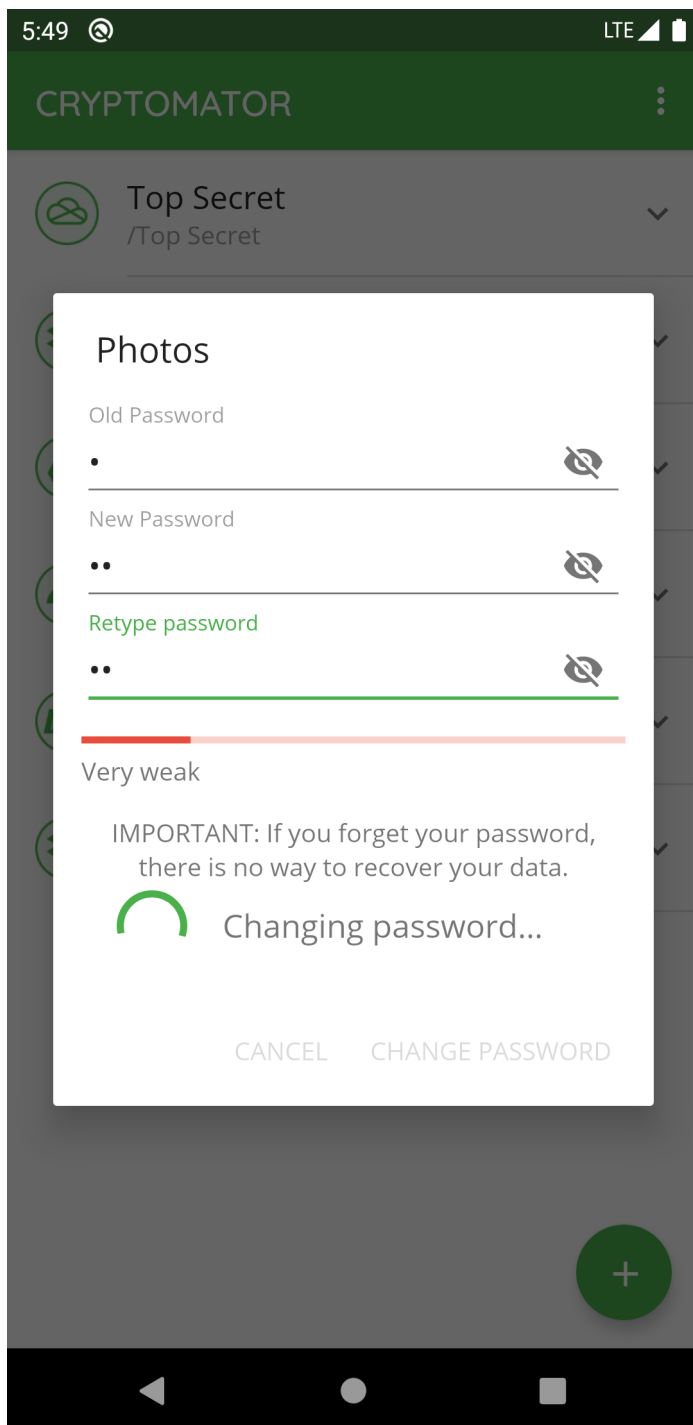 5:49
LTE
CRYPTOMATOR
Top Secret
/Top Secret
Photos
Old Password
•
New Password
••
Retype password
••
Very weak
IMPORTANT: If you forget your password,
there is no way to recover your data.
Changing password...
CANCEL CHANGE PASSWORD